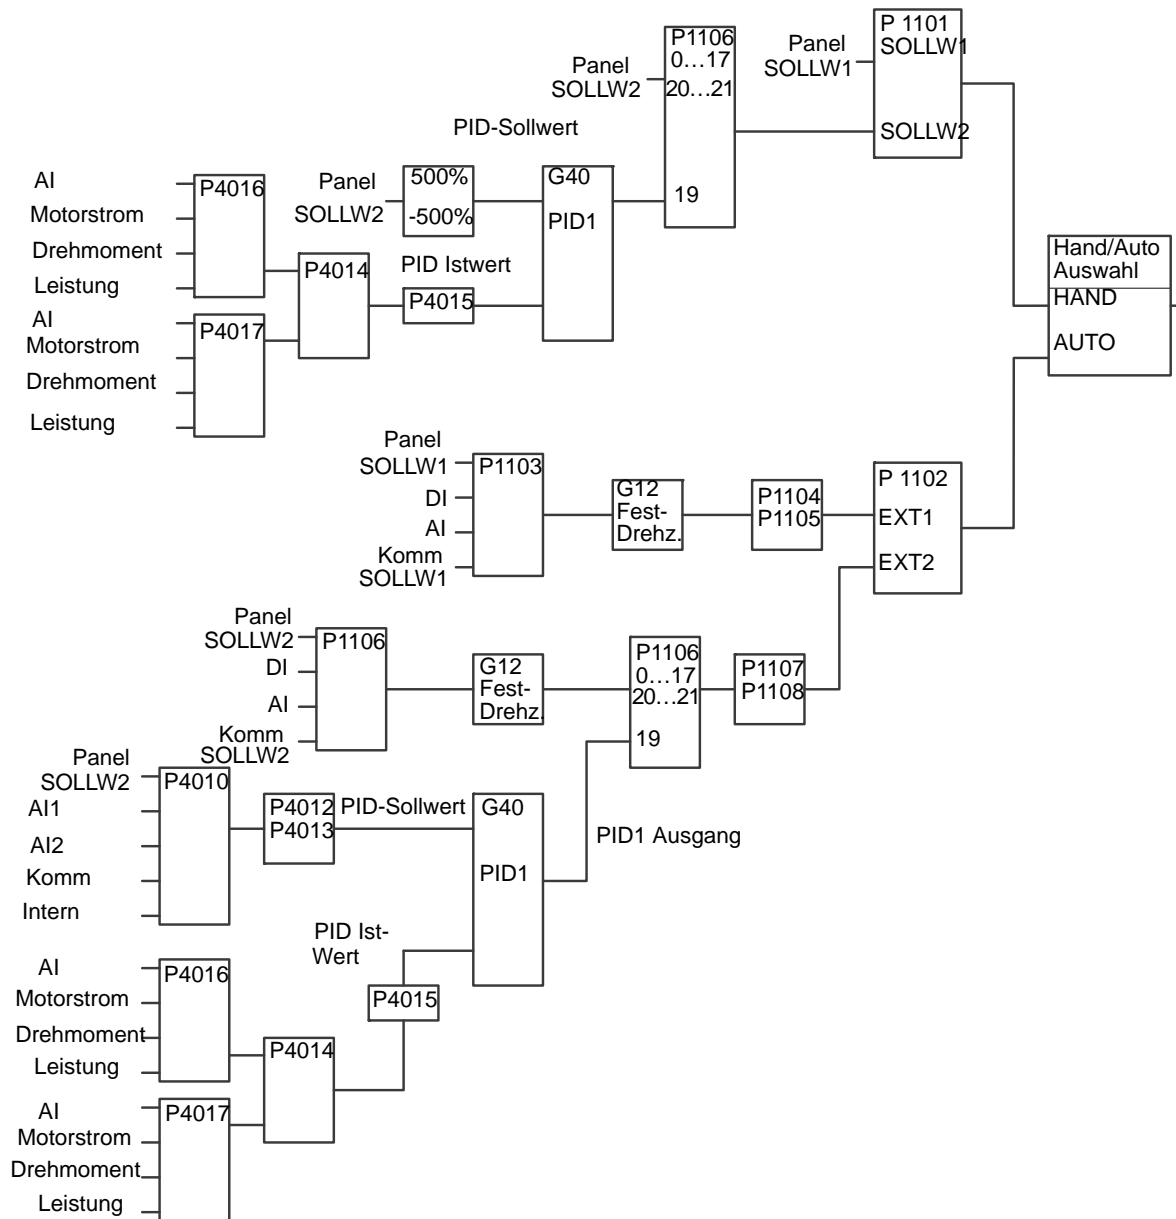 P 1101
SOLLW1
SOLLW2
Panel
SOLLW1
P1106
0…17
20…21
19
Panel
SOLLW2
PID-Sollwert
Panel
SOLLW2
500%
-500%
G40
PID1
AI
Motorstrom
Drehmoment
Leistung
P4016
P4014
PID Istwert
P4015
AI
Motorstrom
Drehmoment
Leistung
P4017
Hand/Auto
Auswahl
HAND
AUTO
Panel
SOLLW1
DI
AI
Komm
SOLLW1
P1103
G12
Fest-
Drehz.
P1104
P1105
P 1102
EXT1
EXT2
Panel
SOLLW2
DI
AI
Komm
SOLLW2
P1106
G12
Fest-
Drehz.
P1106
0…17
20…21
19
P1107
P1108
Panel
SOLLW2
AI1
AI2
Komm
Intern
P4010
P4012
P4013
PID-Sollwert
G40
PID1
PID1 Ausgang
PID Ist-
Wert
P4015
AI
Motorstrom
Drehmoment
Leistung
P4016
P4014
AI
Motorstrom
Drehmoment
Leistung
P4017